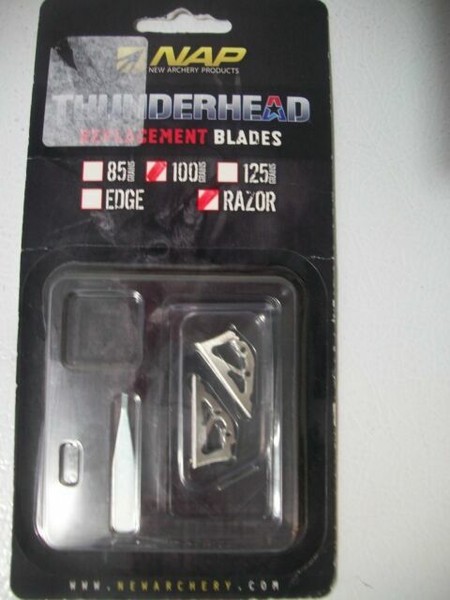 NAP
NEW ARCHERY PRODUCTS
THUNDERHEAD
REPLACEMENT BLADES
85 GRAINS 100 GRAINS 125 GRAINS
EDGE RAZOR
WWW.NEWARCHERY.COM